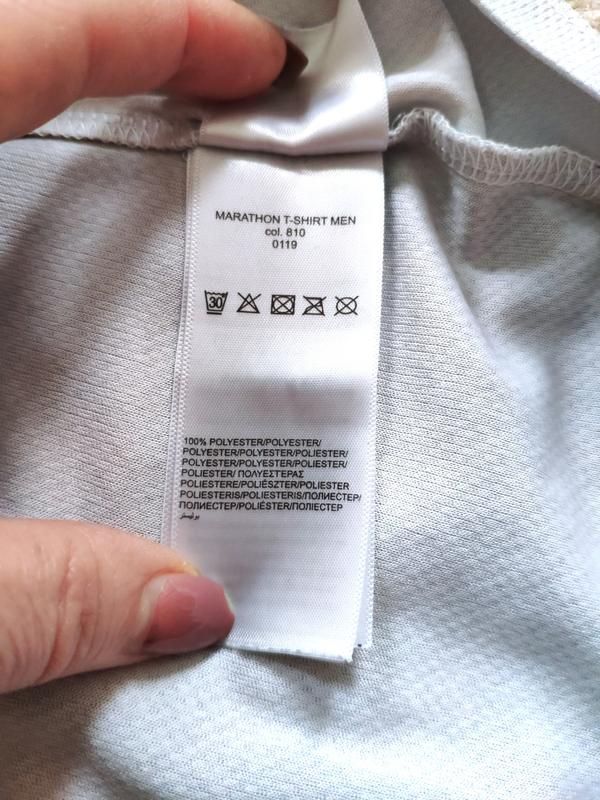 MARATHON T-SHIRT MEN
col. 810
0119
30
100% POLYESTER/POLYESTER/
POLYESTER/POLYESTER/POLIESTER/
POLYESTER/POLYESTER/POLIESTER/
POLIESTER/ ΠΟΛΥΕΣΤΕΡΑΣ
POLIESTERE/POLIÉSZTER/POLIESTER
POLIESTERIS/POLIESTERIS/ПОЛИЕСТЕР/
ПОЛИЕСТЕР/POLIÉSTER/ПОЛІЕСТЕР